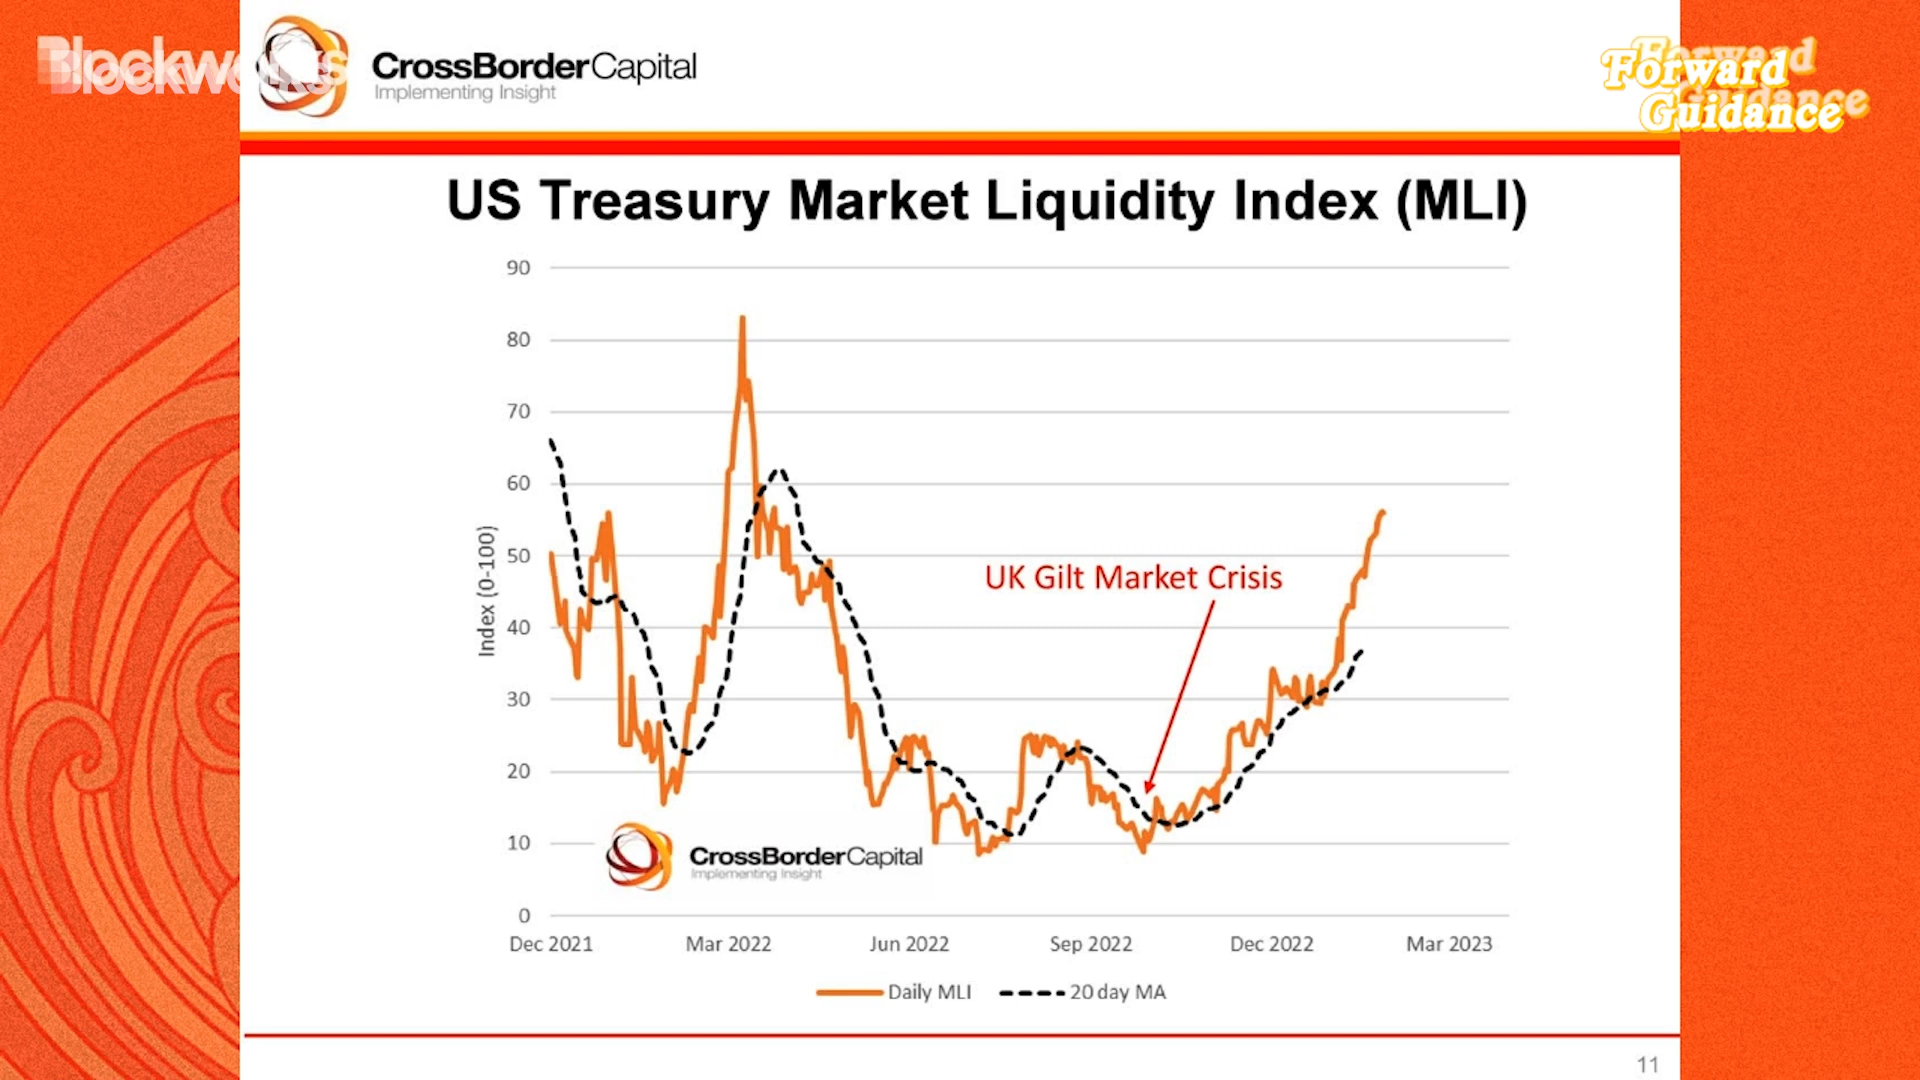 Blockworks
CrossBorderCapital
Implementing Insight
Forward
Guidance
US Treasury Market Liquidity Index (MLI)
90
80
70
60
50
40
30
20
10
0
Index (0-100)
UK Gilt Market Crisis
CrossBorderCapital
Implementing Insight
Dec 2021
Mar 2022
Jun 2022
Sep 2022
Dec 2022
Mar 2023
Daily MLI
20 day MA
11